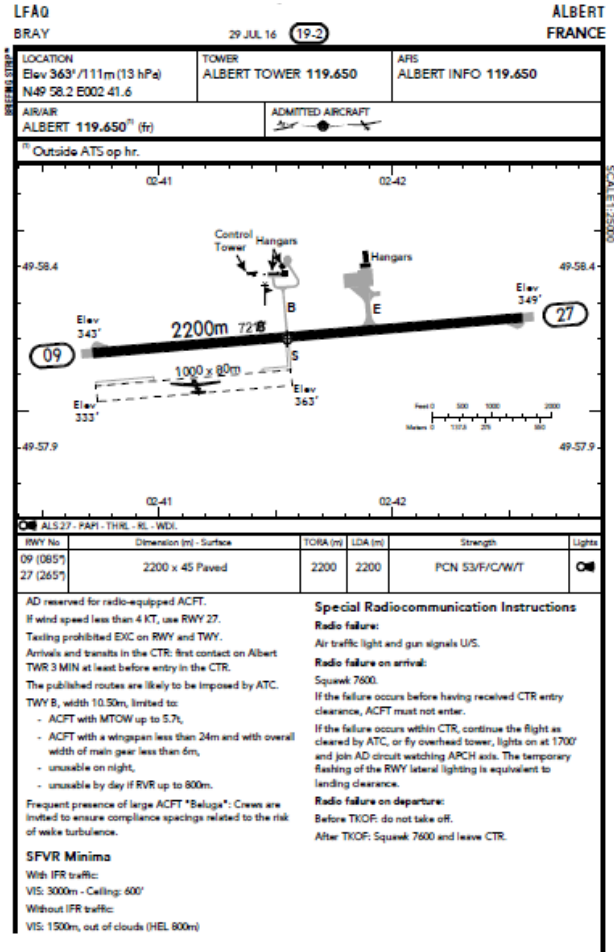 LFAQ
ALBERT
BRAY
29 JUL 16
19-2
FRANCE
BRIEFING STRIP
LOCATION
Elev 363'/111m (13 hPa)
N49 58.2 E002 41.6
TOWER
ALBERT TOWER 119.650
AFIS
ALBERT INFO 119.650
AIR/AIR
ALBERT 119.650(1) (fr)
ADMITTED AIRCRAFT
(1) Outside ATS op hr.
SCALE 1:25000
02-41
02-42
Control
Tower
Hangars
Hangars
49-58.4
49-58.4
B
E
Elev
349'
27
Elev
343'
2200m
09
S
1000 x 80m
Elev
333'
Elev
363'
Feet 0 500 1000 2000
Meters 0 137.5 275 550
49-57.9
49-57.9
02-41
02-42
ALS 27 - PAPI - THRL - RL - WDI.
RWY No
Dimension (m) - Surface
TORA (m)
LDA (m)
Strength
Lights
09 (085°)
27 (265°)
2200 x 45 Paved
2200
2200
PCN 53/F/C/W/T
AD reserved for radio-equipped ACFT.
If wind speed less than 4 KT, use RWY 27.
Taxiing prohibited EXC on RWY and TWY.
Arrivals and transits in the CTR: first contact on Albert
TWR 3 MIN at least before entry in the CTR.
The published routes are likely to be imposed by ATC.
TWY B, width 10.50m, limited to:
- ACFT with MTOW up to 5.7t,
- ACFT with a wingspan less than 24m and with overall
width of main gear less than 6m,
- unusable on night,
- unusable by day if RVR up to 800m.
Frequent presence of large ACFT "Beluga": Crews are
invited to ensure compliance spacings related to the risk
of wake turbulence.
SFVR Minima
With IFR traffic:
VIS: 3000m - Ceiling: 600'
Without IFR traffic:
VIS: 1500m, out of clouds (HEL 800m)
Special Radiocommunication Instructions
Radio failure:
Air traffic light and gun signals U/S.
Radio failure on arrival:
Squawk 7600.
If the failure occurs before having received CTR entry
clearance, ACFT must not enter.
If the failure occurs within CTR, continue the flight as
cleared by ATC, or fly overhead tower, lights on at 1700'
and join AD circuit watching APCH axis. The temporary
flashing of the RWY lateral lighting is equivalent to
landing clearance.
Radio failure on departure:
Before TKOF: do not take off.
After TKOF: Squawk 7600 and leave CTR.